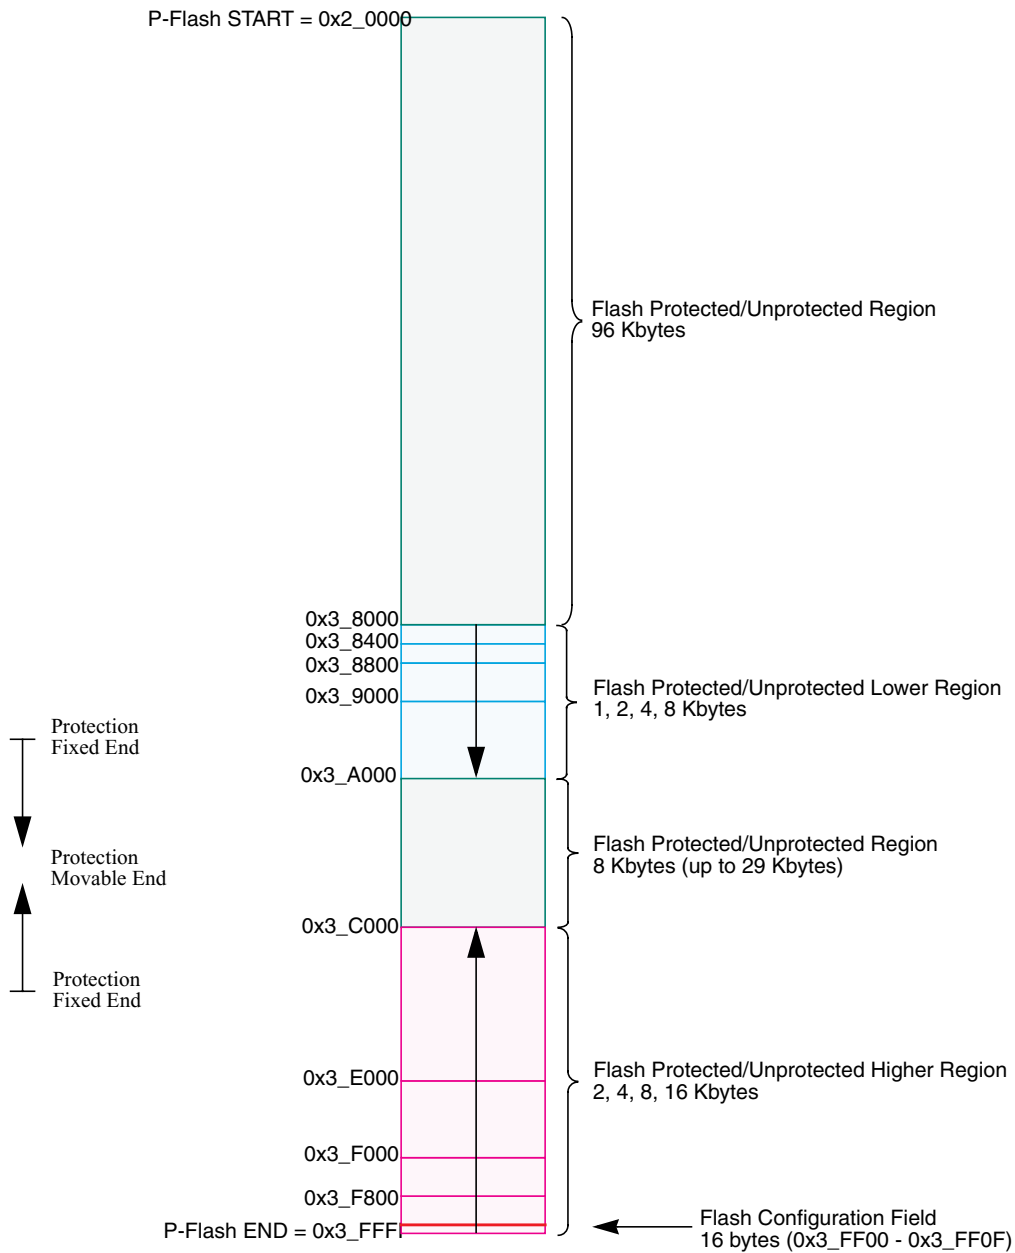 P-Flash START = 0x2_0000
Flash Protected/Unprotected Region
96 Kbytes
0x3_8000
0x3_8400
0x3_8800
0x3_9000
Flash Protected/Unprotected Lower Region
1, 2, 4, 8 Kbytes
Protection
Fixed End
0x3_A000
Protection
Movable End
Flash Protected/Unprotected Region
8 Kbytes (up to 29 Kbytes)
0x3_C000
Protection
Fixed End
0x3_E000
Flash Protected/Unprotected Higher Region
2, 4, 8, 16 Kbytes
0x3_F000
0x3_F800
P-Flash END = 0x3_FFFF
Flash Configuration Field
16 bytes (0x3_FF00 - 0x3_FF0F)